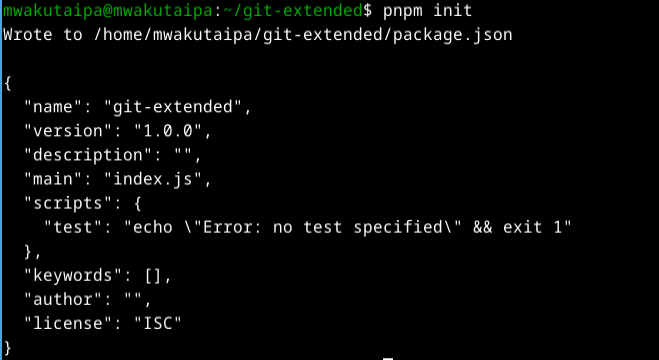 mwakutaipa@mwakutaipa:~/git-extended$ pnpm init
Wrote to /home/mwakutaipa/git-extended/package.json

{
  "name": "git-extended",
  "version": "1.0.0",
  "description": "",
  "main": "index.js",
  "scripts": {
    "test": "echo \"Error: no test specified\" && exit 1"
  },
  "keywords": [],
  "author": "",
  "license": "ISC"
}